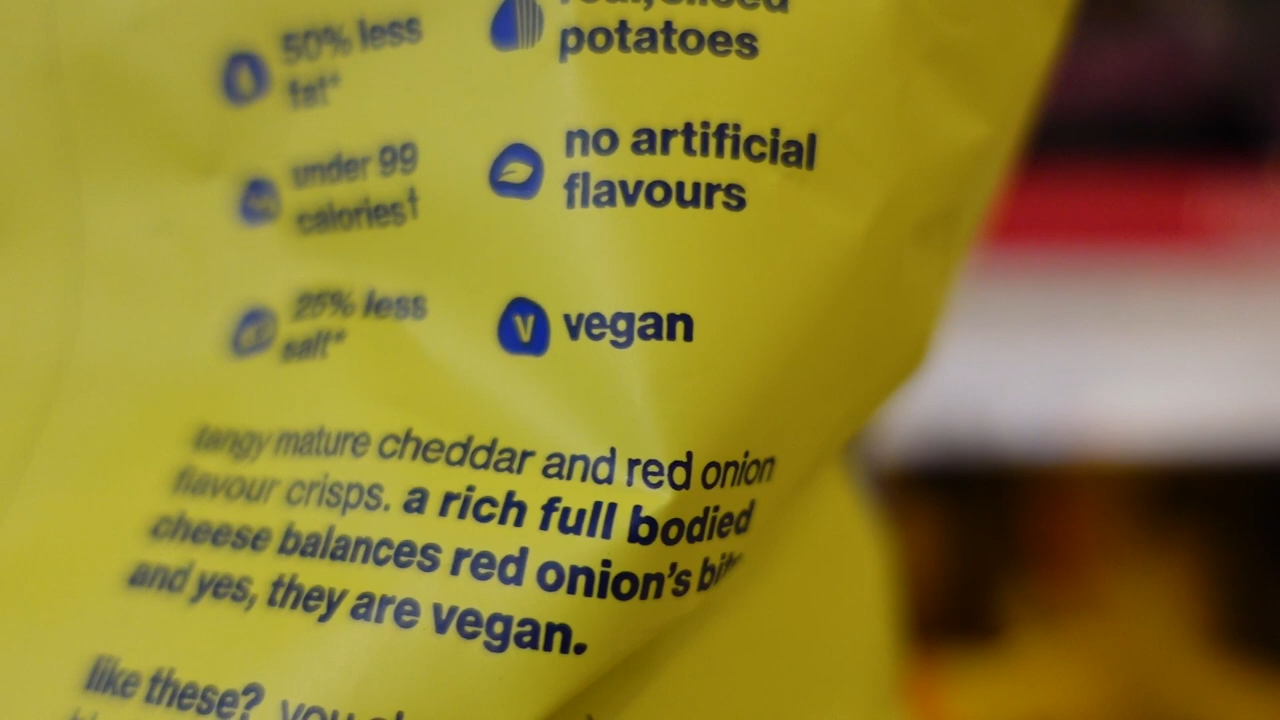 50% less
fat*
under 99
calories†
25% less
salt*
potatoes
no artificial
flavours
vegan
tangy mature cheddar and red onion
flavour crisps. a rich full bodied
cheese balances red onion's
and yes, they are vegan.
like these? you